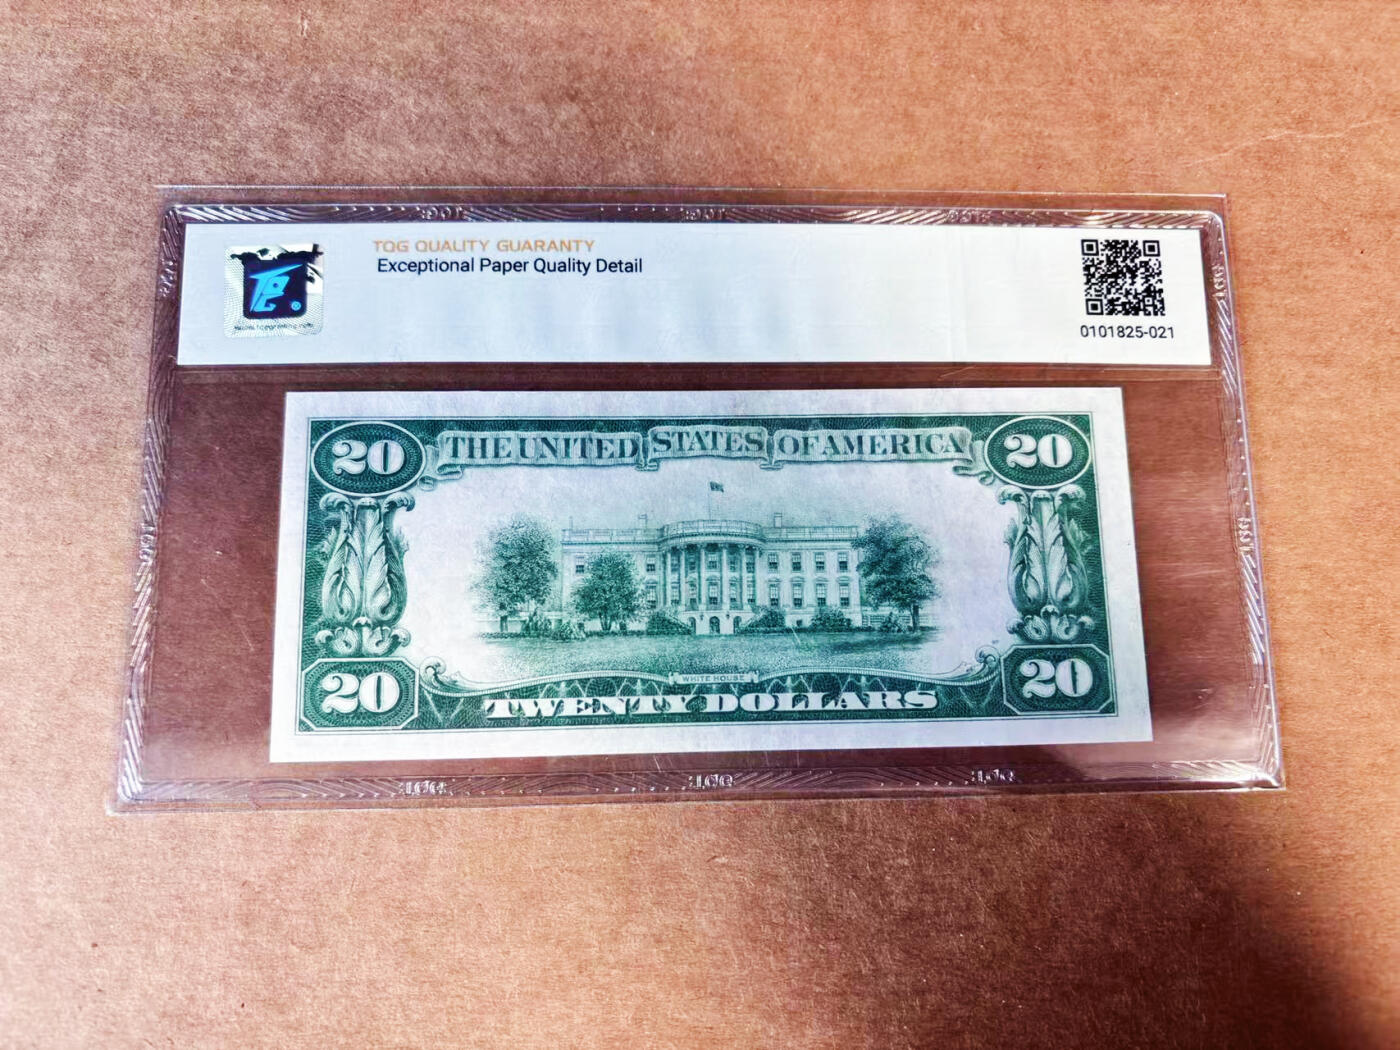 TQG QUALITY GUARANTY
Exceptional Paper Quality Detail
0101825-021
20 THE UNITED STATES OF AMERICA 20
WHITE HOUSE
20 TWENTY DOLLARS 20